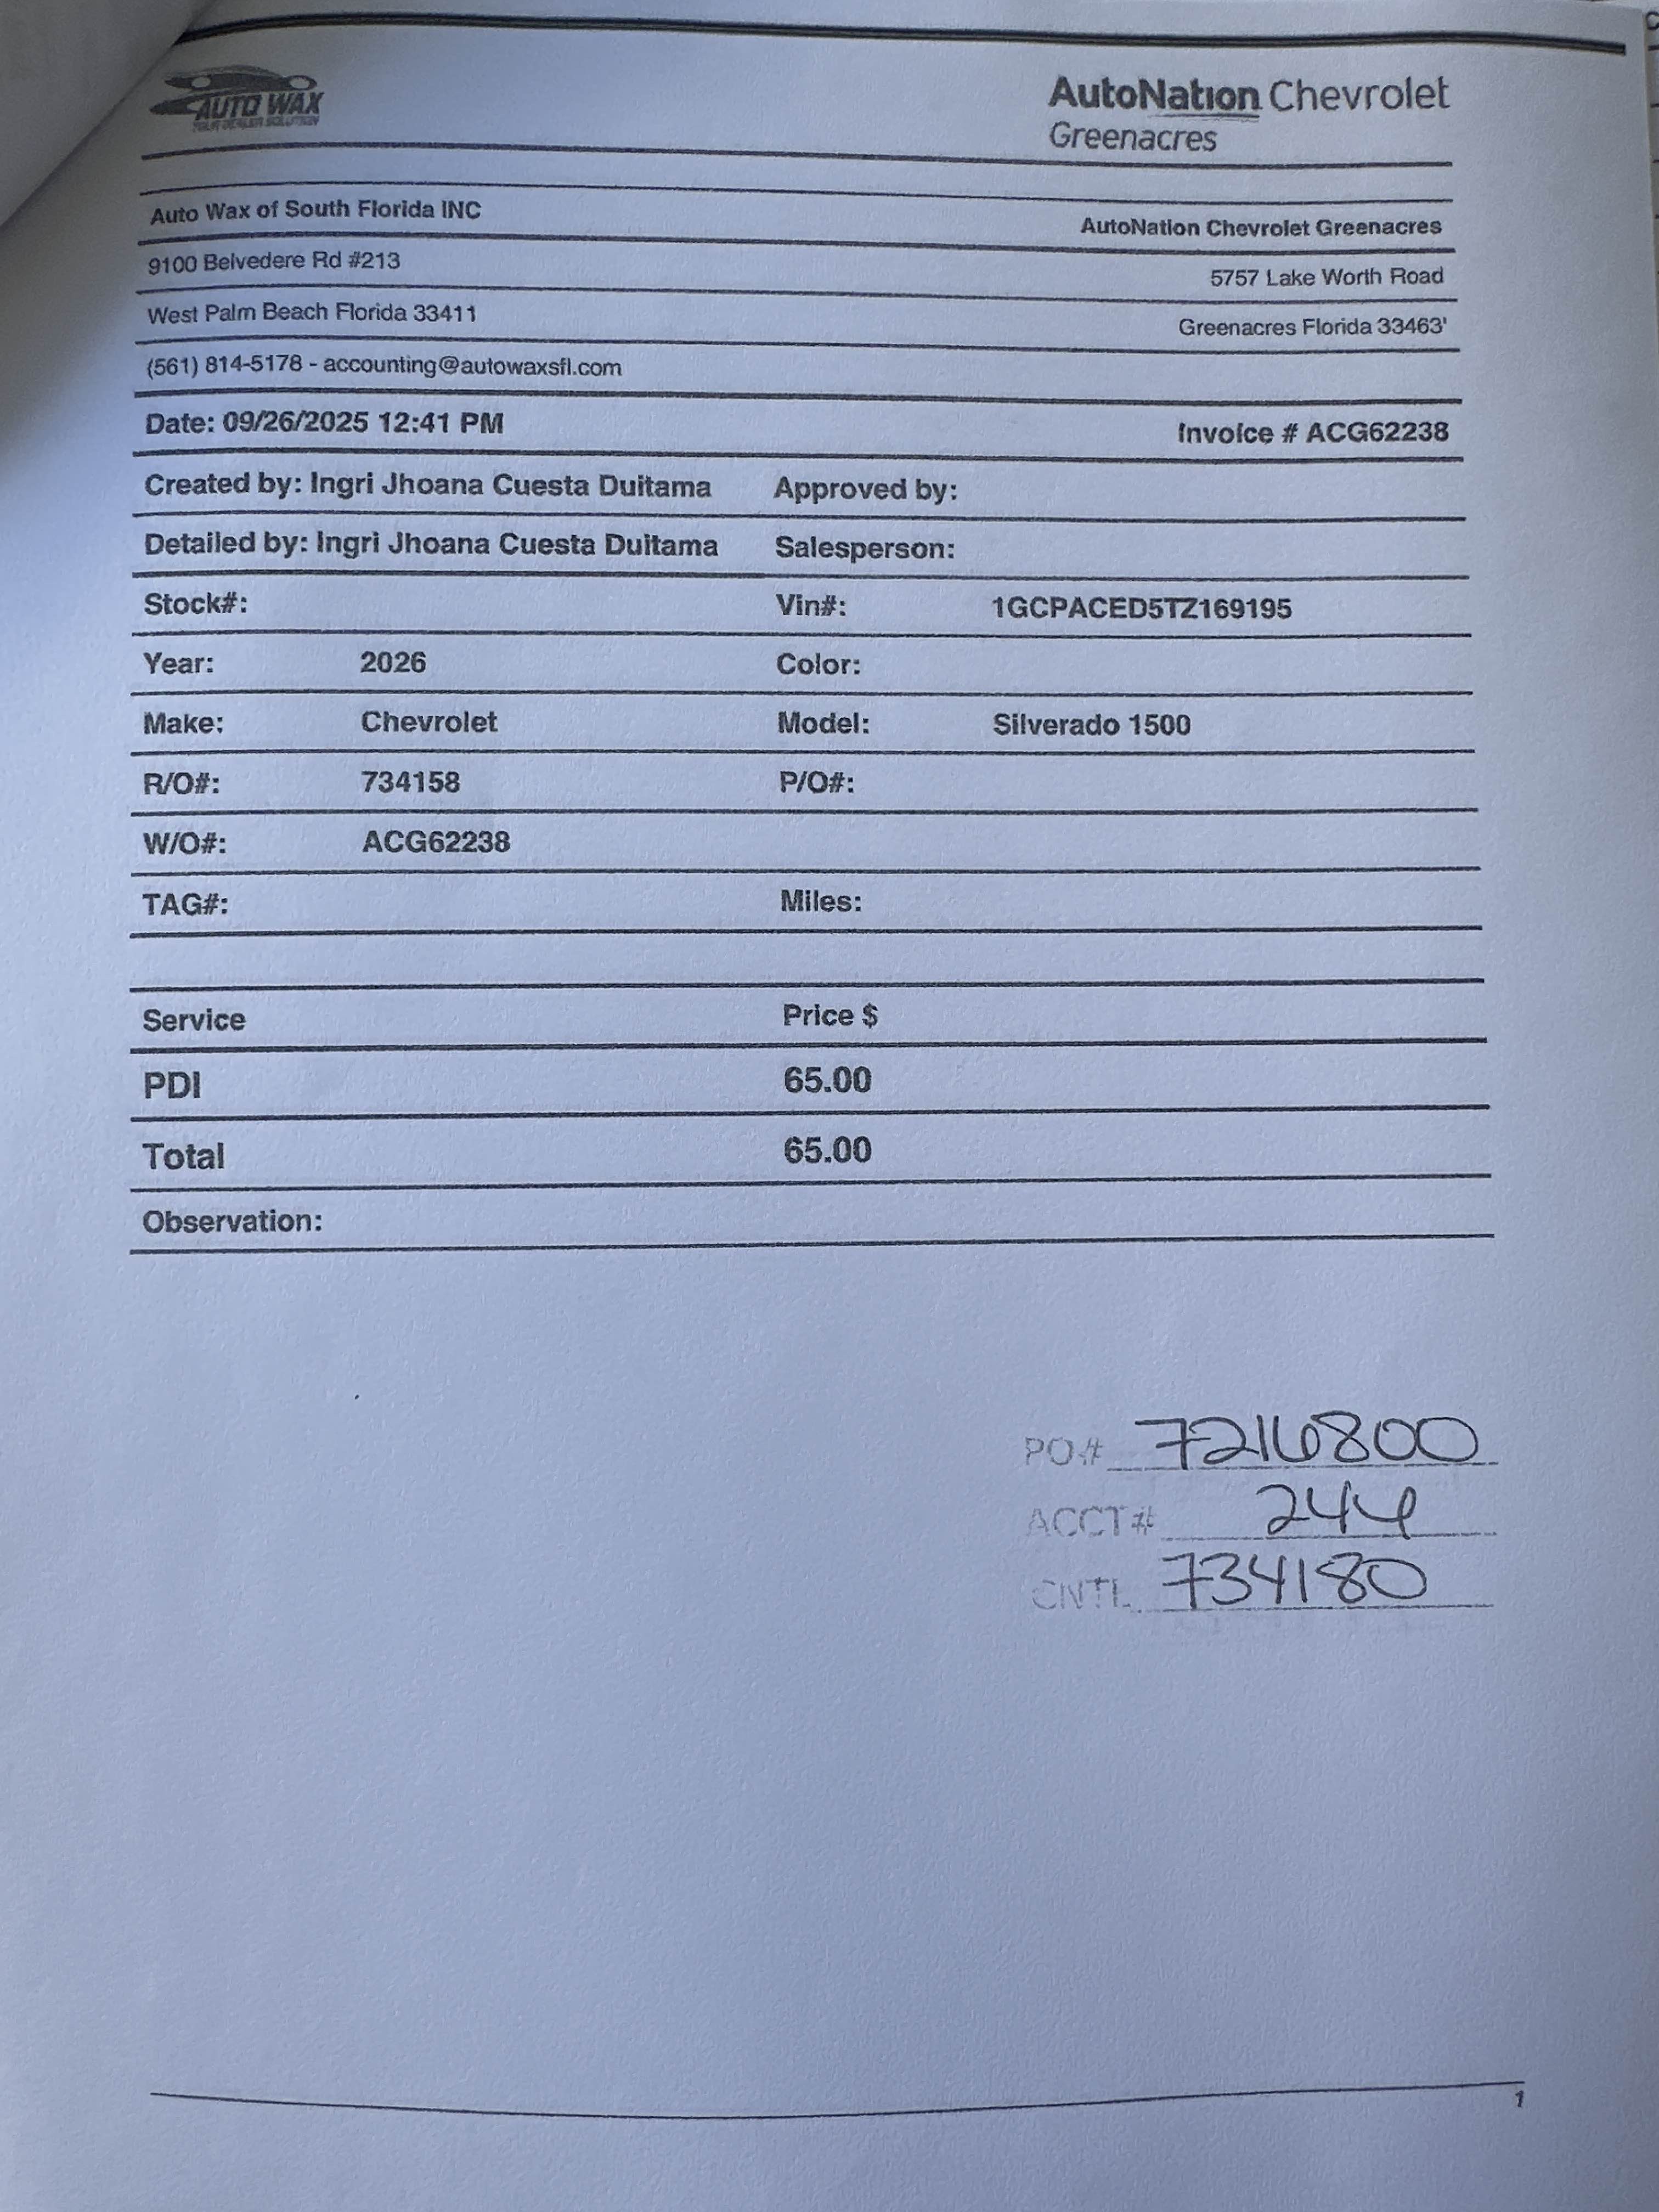 AUTO WAX
YOUR DEALER SOLUTION
AutoNation Chevrolet
Greenacres
Auto Wax of South Florida INC
AutoNation Chevrolet Greenacres
9100 Belvedere Rd #213
5757 Lake Worth Road
West Palm Beach Florida 33411
Greenacres Florida 33463'
(561) 814-5178 - accounting@autowaxsfl.com
Date: 09/26/2025 12:41 PM
Invoice # ACG62238
Created by: Ingri Jhoana Cuesta Duitama Approved by:
Detailed by: Ingri Jhoana Cuesta Duitama Salesperson:
Stock#: Vin#: 1GCPACED5TZ169195
Year: 2026 Color:
Make: Chevrolet Model: Silverado 1500
R/O#: 734158 P/O#:
W/O#: ACG62238
TAG#: Miles:
Service Price $
PDI 65.00
Total 65.00
Observation:
PO# 7216800
ACCT# 244
CNTL 734180
1